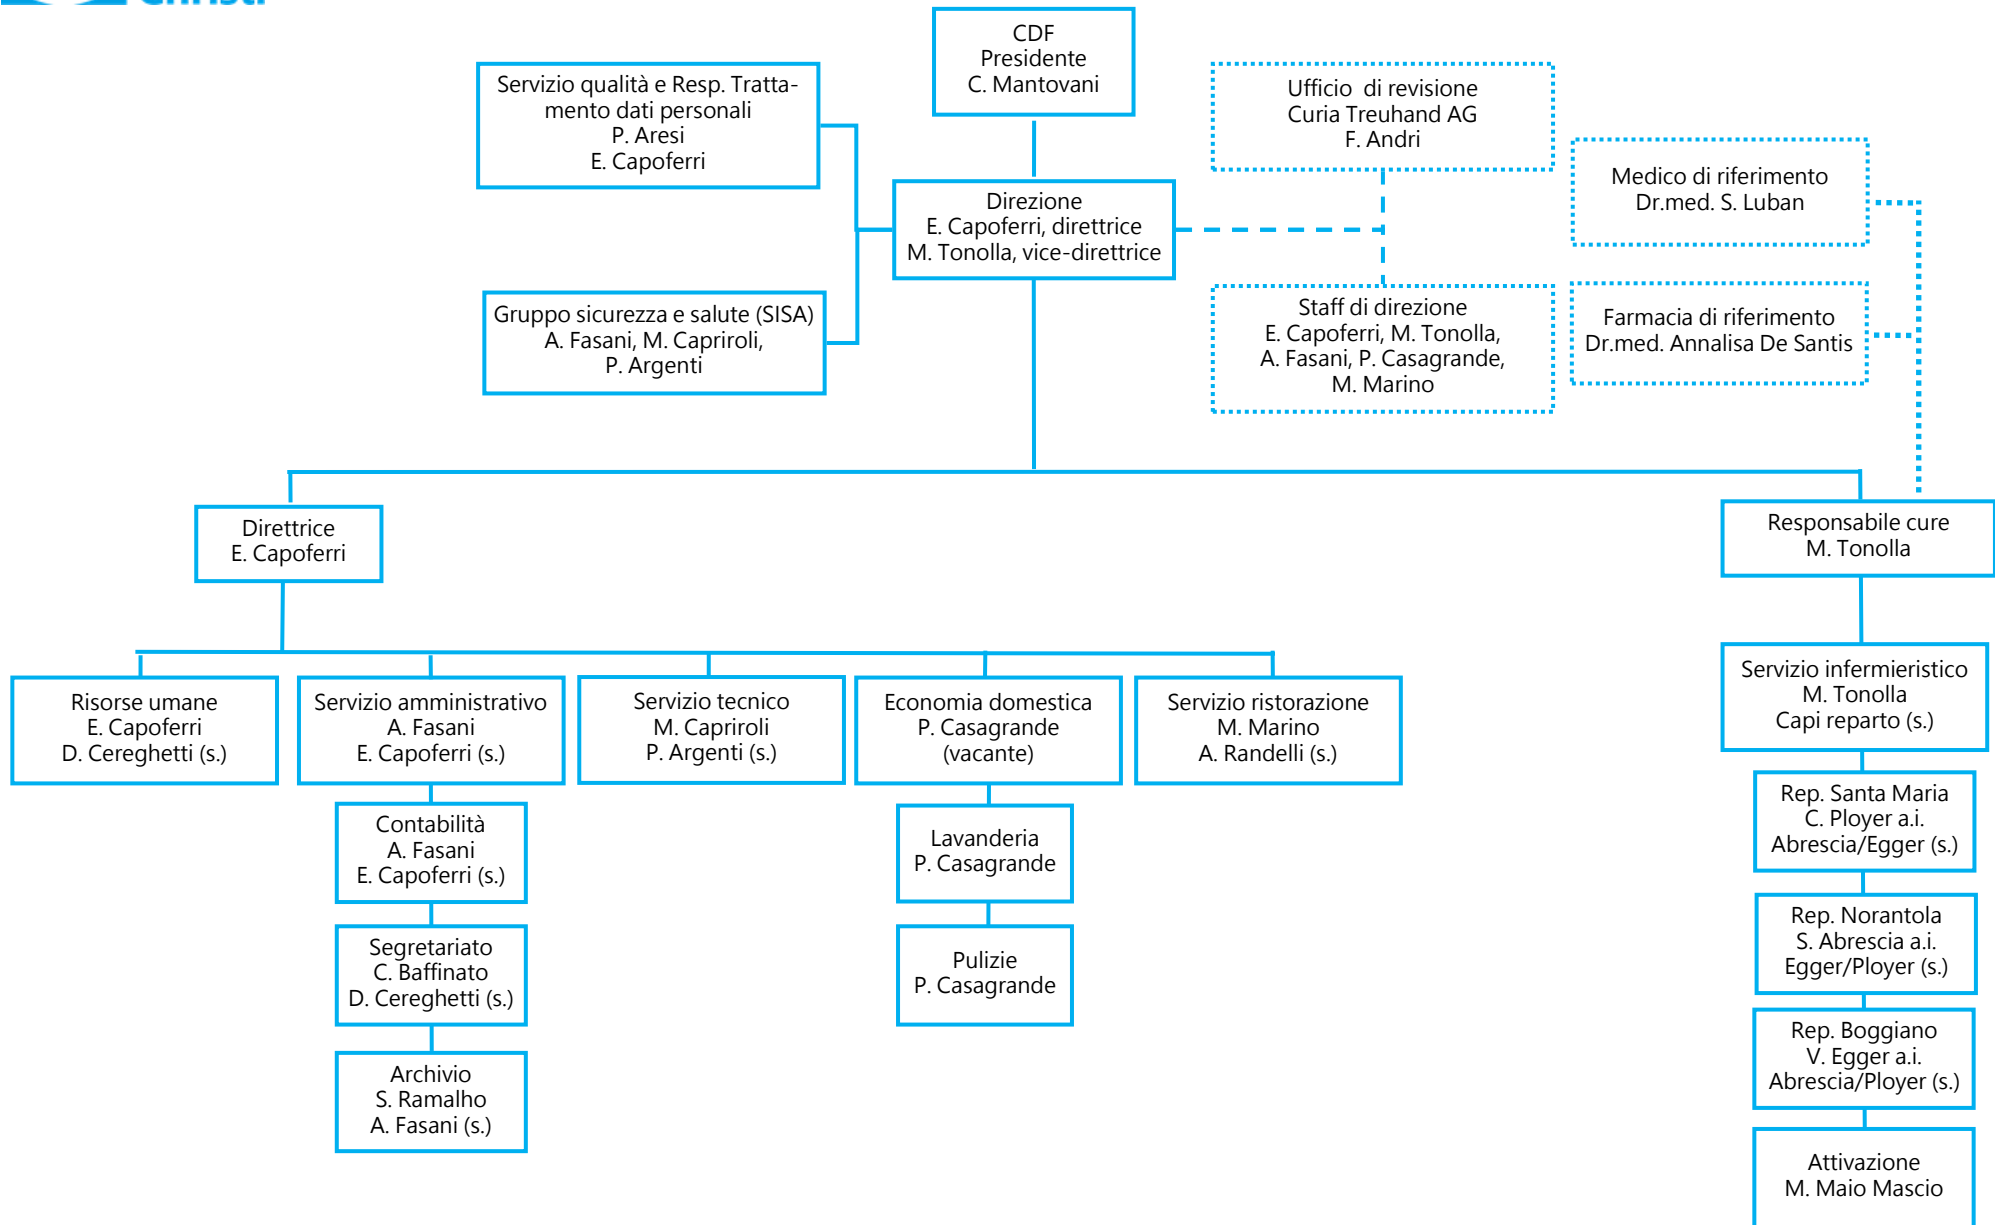 CDF
Presidente
C. Mantovani
Servizio qualità e Resp. Tratta-
mento dati personali
P. Aresi
E. Capoferri
Ufficio di revisione
Curia Treuhand AG
F. Andri
Medico di riferimento
Dr.med. S. Luban
Direzione
E. Capoferri, direttrice
M. Tonolla, vice-direttrice
Gruppo sicurezza e salute (SISA)
A. Fasani, M. Capriroli,
P. Argenti
Staff di direzione
E. Capoferri, M. Tonolla,
A. Fasani, P. Casagrande,
M. Marino
Farmacia di riferimento
Dr.med. Annalisa De Santis
Direttrice
E. Capoferri
Responsabile cure
M. Tonolla
Risorse umane
E. Capoferri
D. Cereghetti (s.)
Servizio amministrativo
A. Fasani
E. Capoferri (s.)
Servizio tecnico
M. Capriroli
P. Argenti (s.)
Economia domestica
P. Casagrande
(vacante)
Servizio ristorazione
M. Marino
A. Randelli (s.)
Servizio infermieristico
M. Tonolla
Capi reparto (s.)
Contabilità
A. Fasani
E. Capoferri (s.)
Lavanderia
P. Casagrande
Rep. Santa Maria
C. Ployer a.i.
Abrescia/Egger (s.)
Segretariato
C. Baffinato
D. Cereghetti (s.)
Pulizie
P. Casagrande
Rep. Norantola
S. Abrescia a.i.
Egger/Ployer (s.)
Archivio
S. Ramalho
A. Fasani (s.)
Rep. Boggiano
V. Egger a.i.
Abrescia/Ployer (s.)
Attivazione
M. Maio Mascio